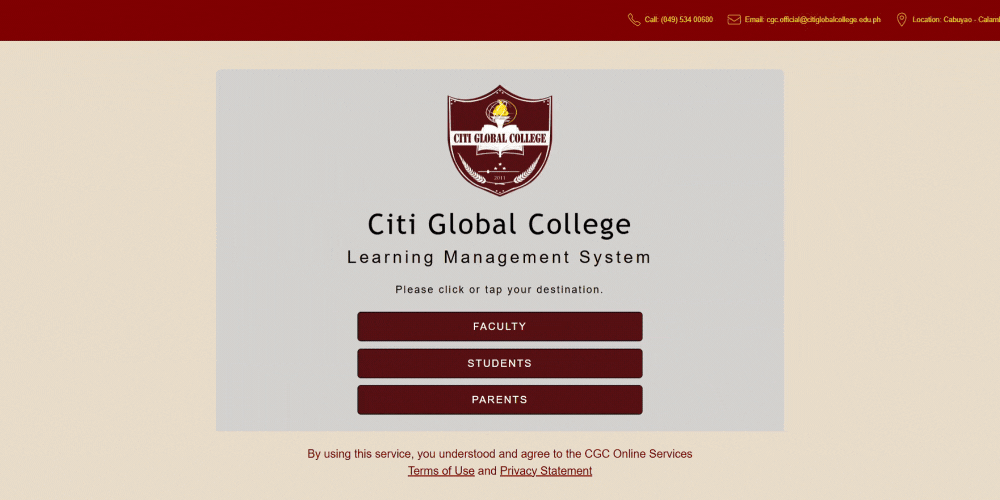 Call: (049) 534 00680
Email: cgc.official@citiglobalcollege.edu.ph
Location: Cabuyao - Calam
CITI GLOBAL COLLEGE
2011
Citi Global College
Learning Management System
Please click or tap your destination.
FACULTY
STUDENTS
PARENTS
By using this service, you understood and agree to the CGC Online Services
Terms of Use and Privacy Statement